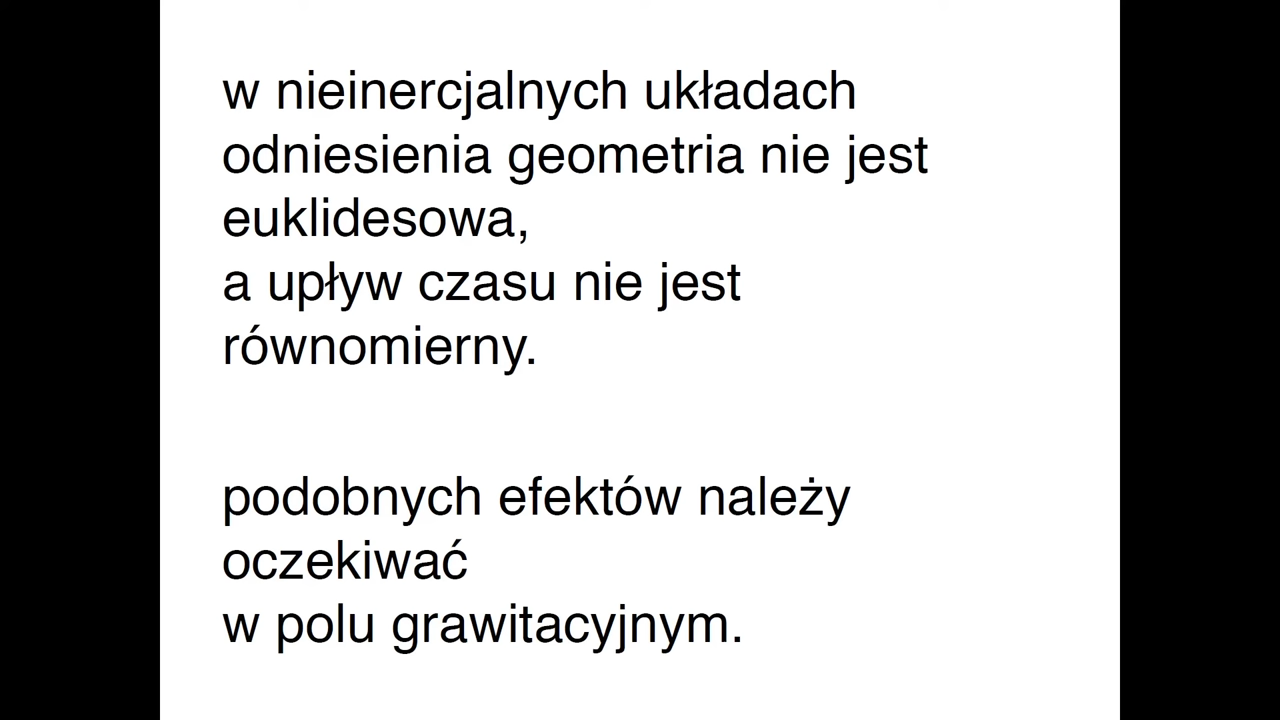 w nieinercjalnych układach
odniesienia geometria nie jest
euklidesowa,
a upływ czasu nie jest
równomierny.
podobnych efektów należy
oczekiwać
w polu grawitacyjnym.